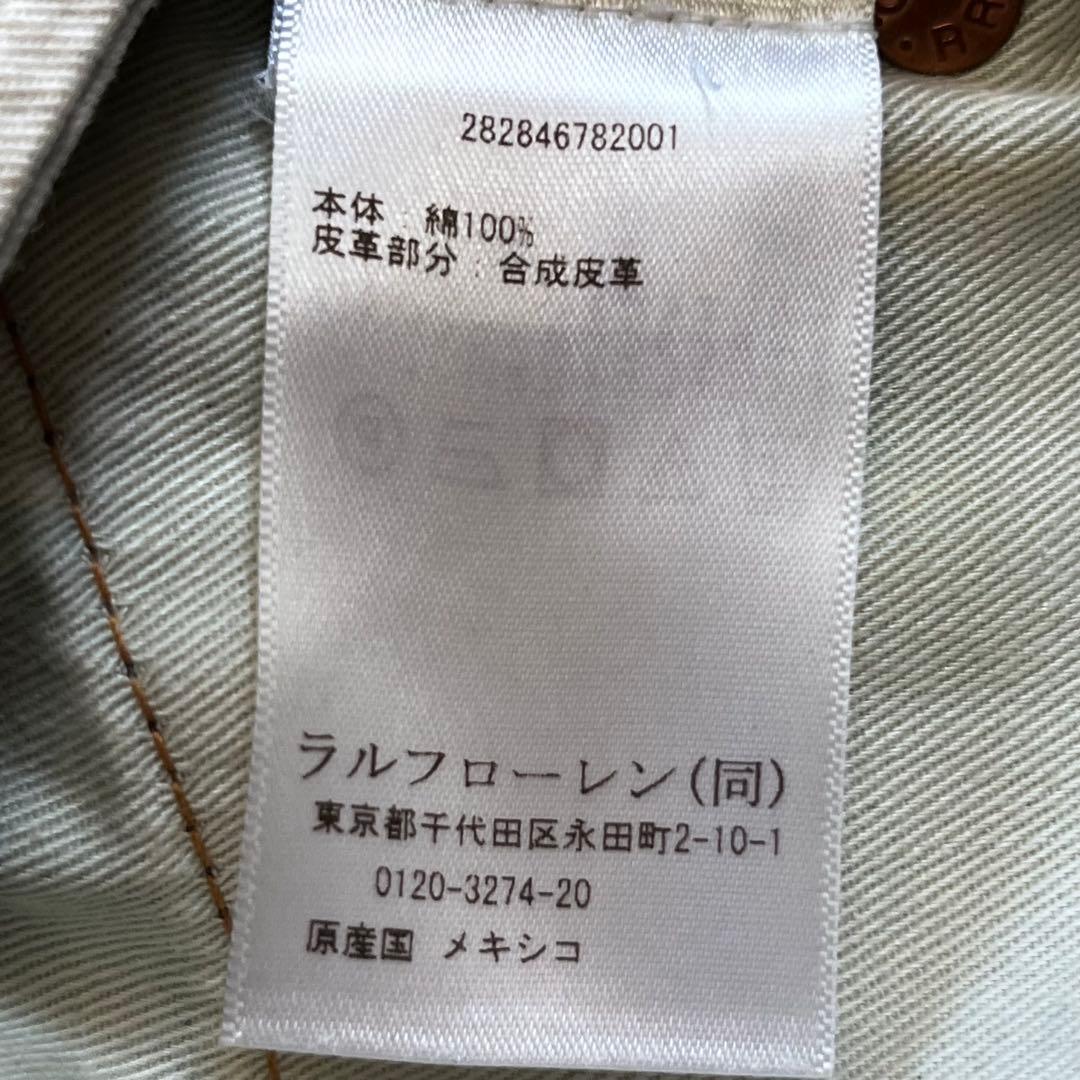 282846782001
本体 : 綿100%
皮革部分 : 合成皮革
ラルフローレン(同)
東京都千代田区永田町2-10-1
0120-3274-20
原産国 メキシコ